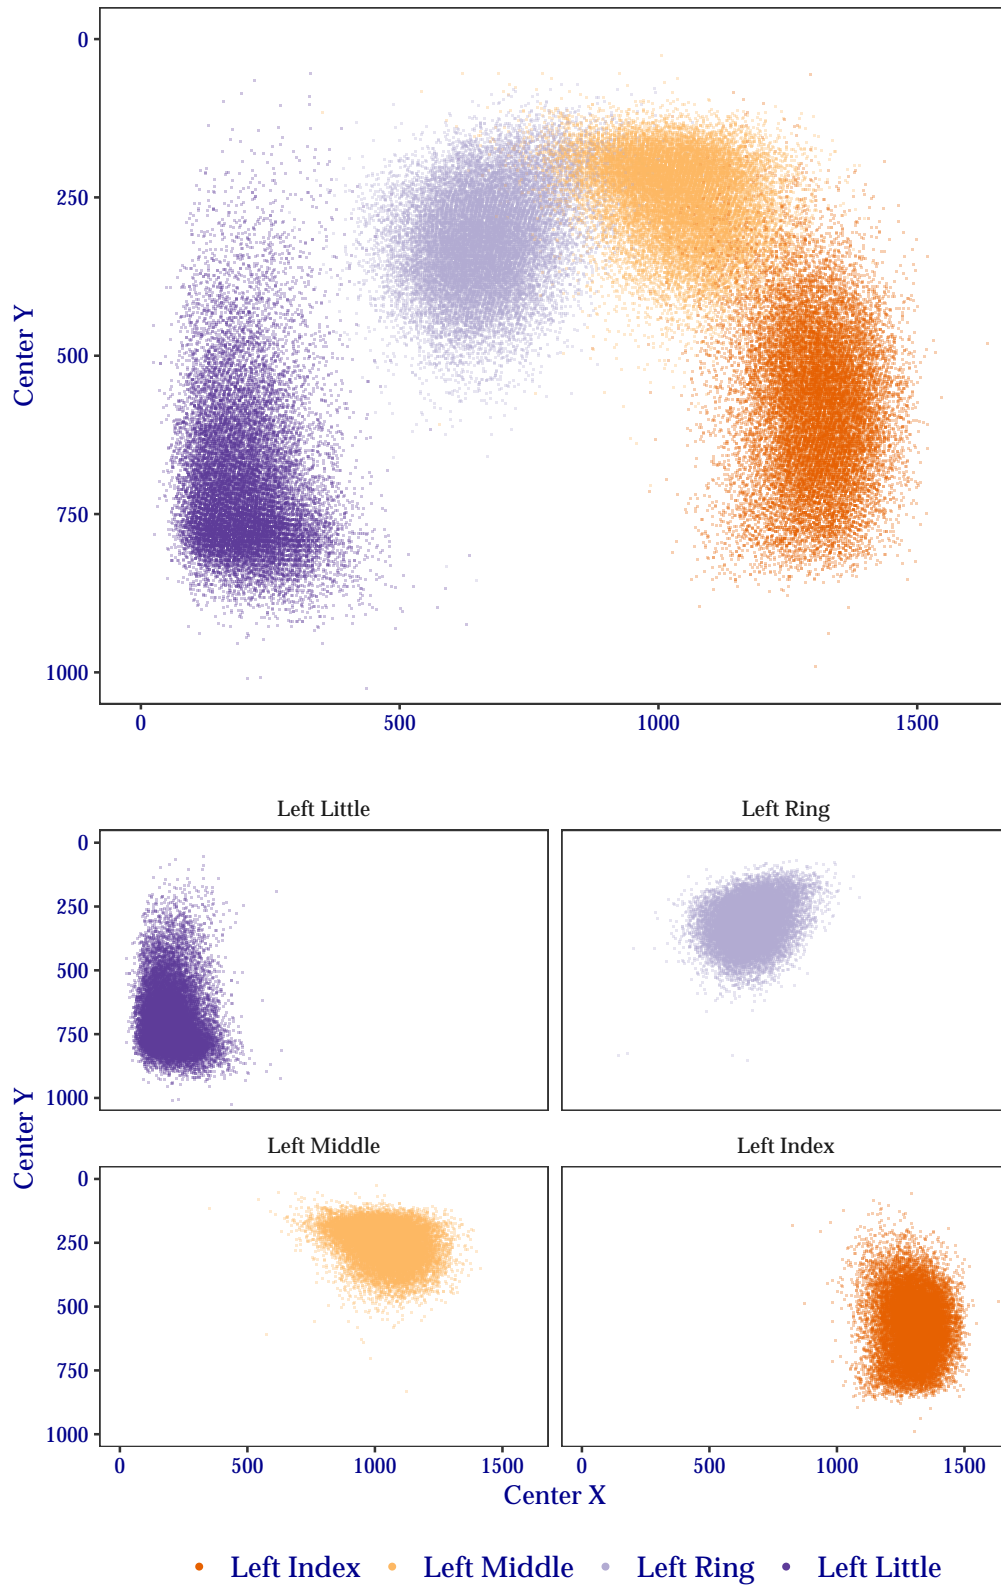 0
250
500
750
1000
Center Y
0 500 1000 1500
Left Little Left Ring
0
250
500
750
1000
Left Middle Left Index
0
250
500
750
1000
Center Y
0 500 1000 1500 0 500 1000 1500
Center X
Left Index Left Middle Left Ring Left Little